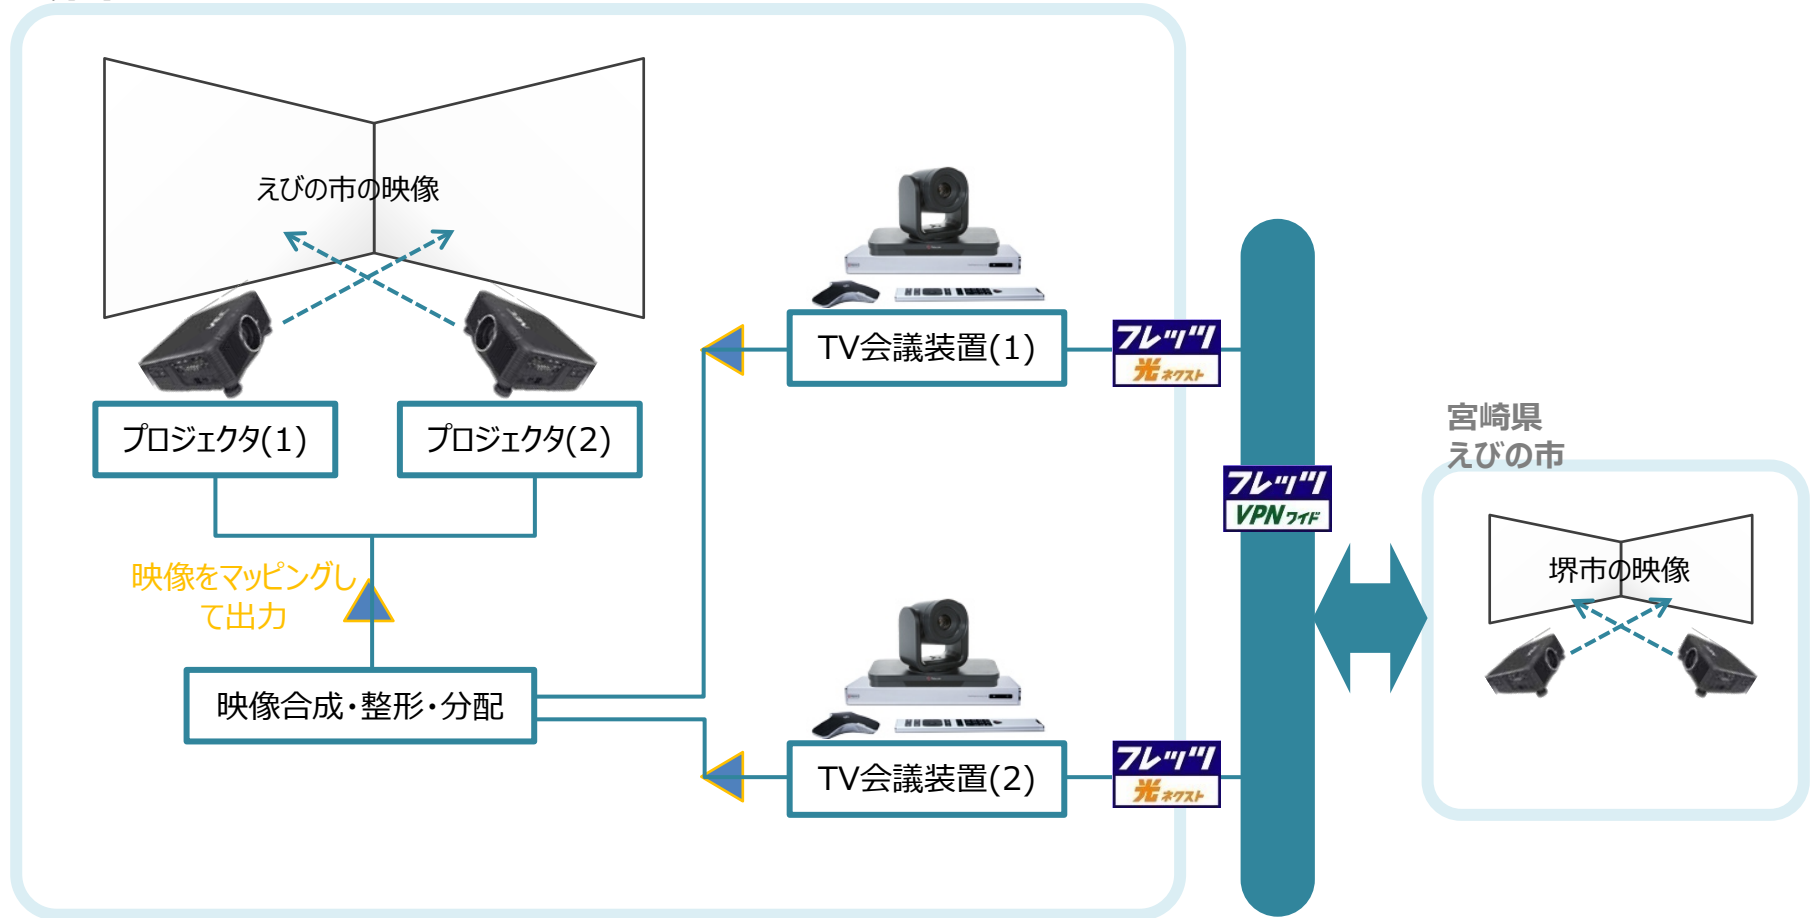 えびの市の映像
TV会議装置(1)
フレッツ
光ネクスト
プロジェクタ(1)
プロジェクタ(2)
宮崎県
えびの市
フレッツ
VPNワイド
堺市の映像
映像をマッピングし
て出力
映像合成・整形・分配
TV会議装置(2)
フレッツ
光ネクスト